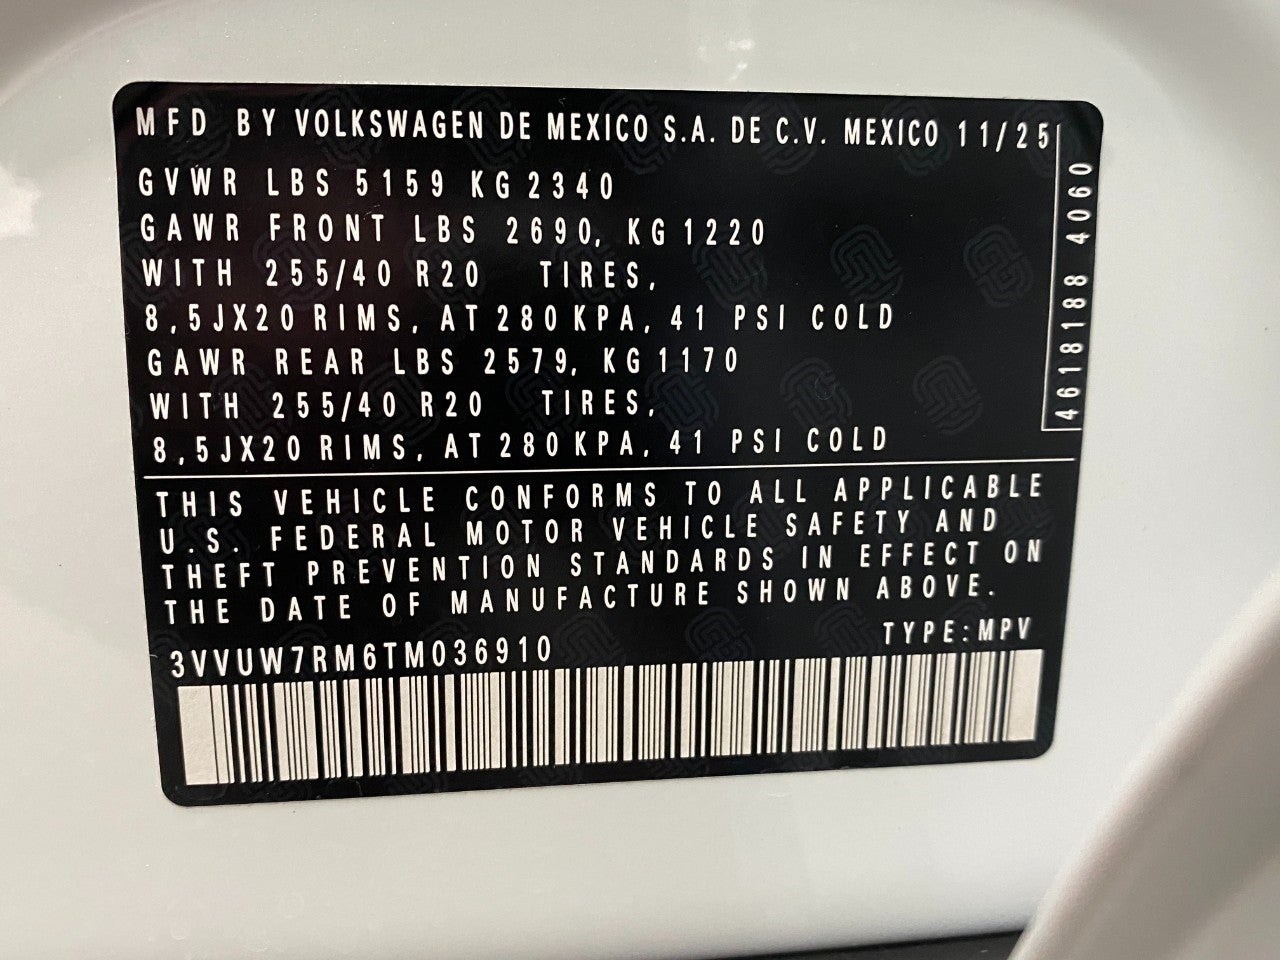 MFD BY VOLKSWAGEN DE MEXICO S.A. DE C.V. MEXICO 11/25
GVWR LBS 5159 KG 2340
GAWR FRONT LBS 2690, KG 1220
WITH 255/40 R20 TIRES,
8,5JX20 RIMS, AT 280 KPA, 41 PSI COLD
GAWR REAR LBS 2579, KG 1170
WITH 255/40 R20 TIRES,
8,5JX20 RIMS, AT 280 KPA, 41 PSI COLD
4618188 4060
THIS VEHICLE CONFORMS TO ALL APPLICABLE
U.S. FEDERAL MOTOR VEHICLE SAFETY AND
THEFT PREVENTION STANDARDS IN EFFECT ON
THE DATE OF MANUFACTURE SHOWN ABOVE.
3VVUW7RM6TM036910
TYPE:MPV